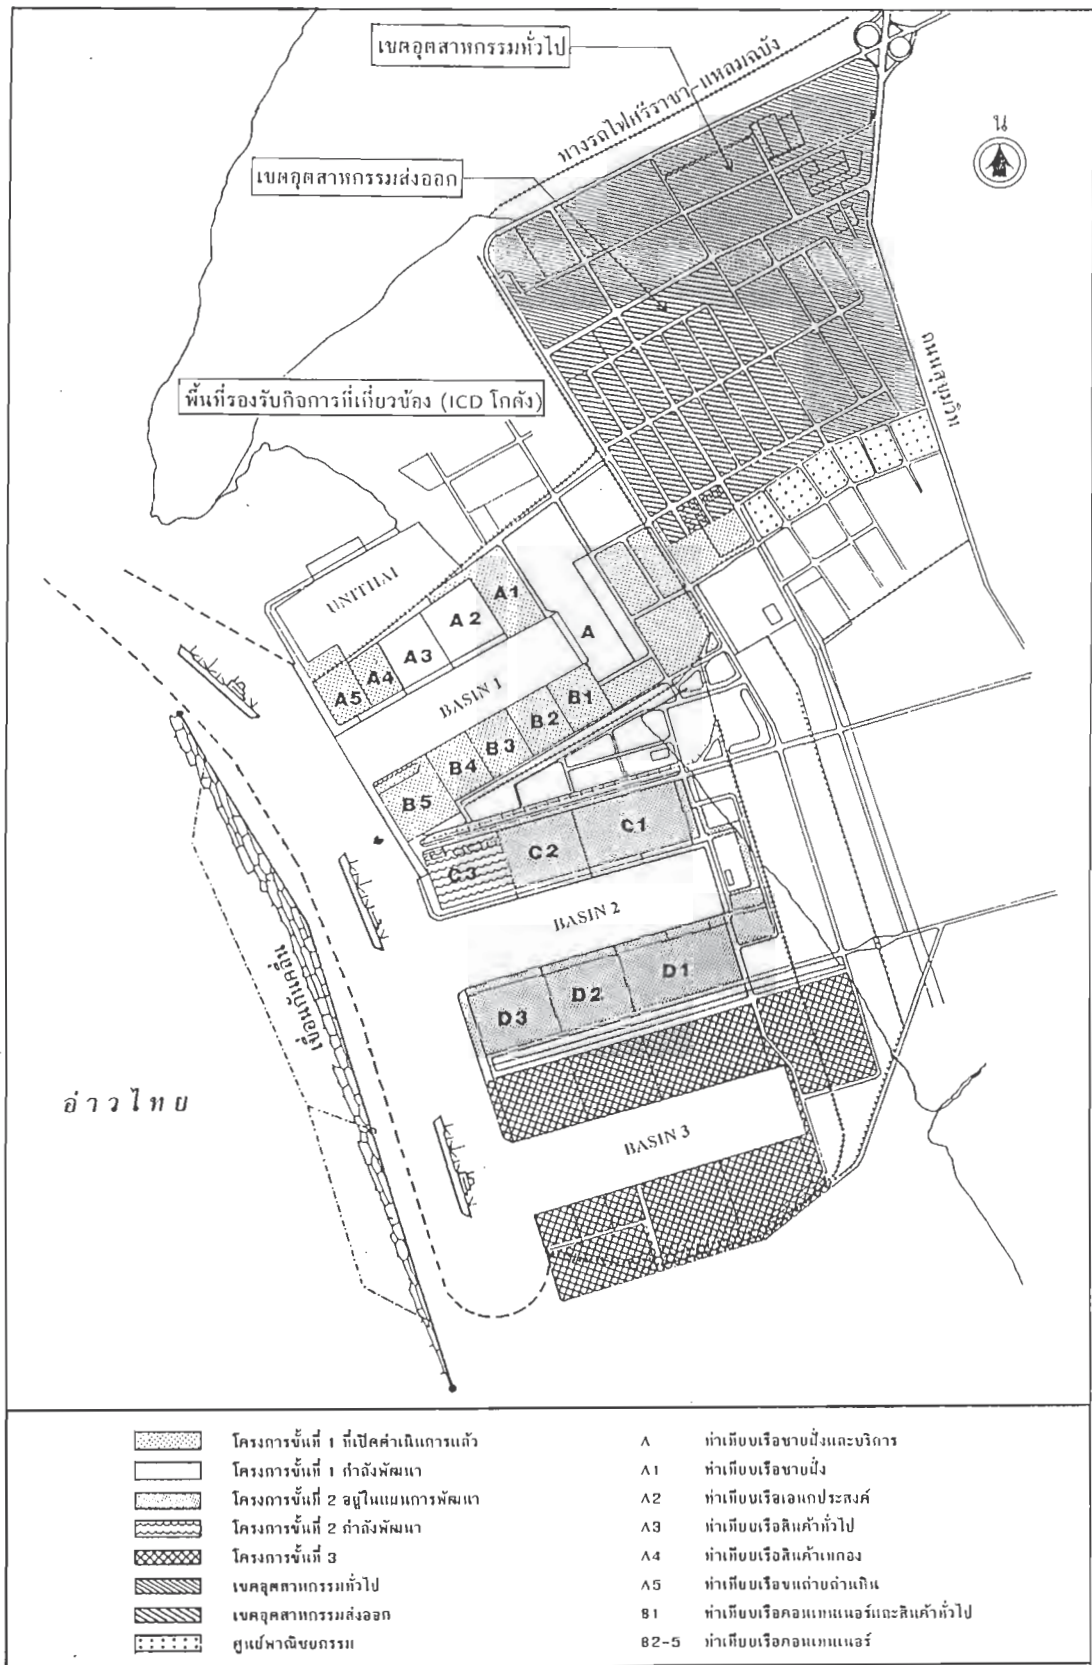 เขตอุตสาหกรรมทั่วไป
ทางรถไฟศรีราชา-แหลมฉบัง
น
เขตอุตสาหกรรมส่งออก
ถนนสุขุมวิท
พื้นที่รองรับกิจการที่เกี่ยวข้อง (ICD โกดัง)
UNITHAI
A1
A2
A
A3
A4
A5
BASIN 1
B1
B2
B3
B4
B5
C1
C2
C3
BASIN 2
D1
D2
D3
เขื่อนกันคลื่น
อ่าวไทย
BASIN 3
โครงการขั้นที่ 1 ที่เปิดดำเนินการแล้ว
โครงการขั้นที่ 1 กำลังพัฒนา
โครงการขั้นที่ 2 อยู่ในแผนการพัฒนา
โครงการขั้นที่ 2 กำลังพัฒนา
โครงการขั้นที่ 3
เขตอุตสาหกรรมทั่วไป
เขตอุตสาหกรรมส่งออก
ศูนย์พาณิชยกรรม
A ท่าเทียบเรือชายฝั่งและบริการ
A1 ท่าเทียบเรือชายฝั่ง
A2 ท่าเทียบเรือเอนกประสงค์
A3 ท่าเทียบเรือสินค้าทั่วไป
A4 ท่าเทียบเรือสินค้าเทกอง
A5 ท่าเทียบเรือขนถ่ายถ่านหิน
B1 ท่าเทียบเรือคอนเทนเนอร์และสินค้าทั่วไป
B2-5 ท่าเทียบเรือคอนเทนเนอร์